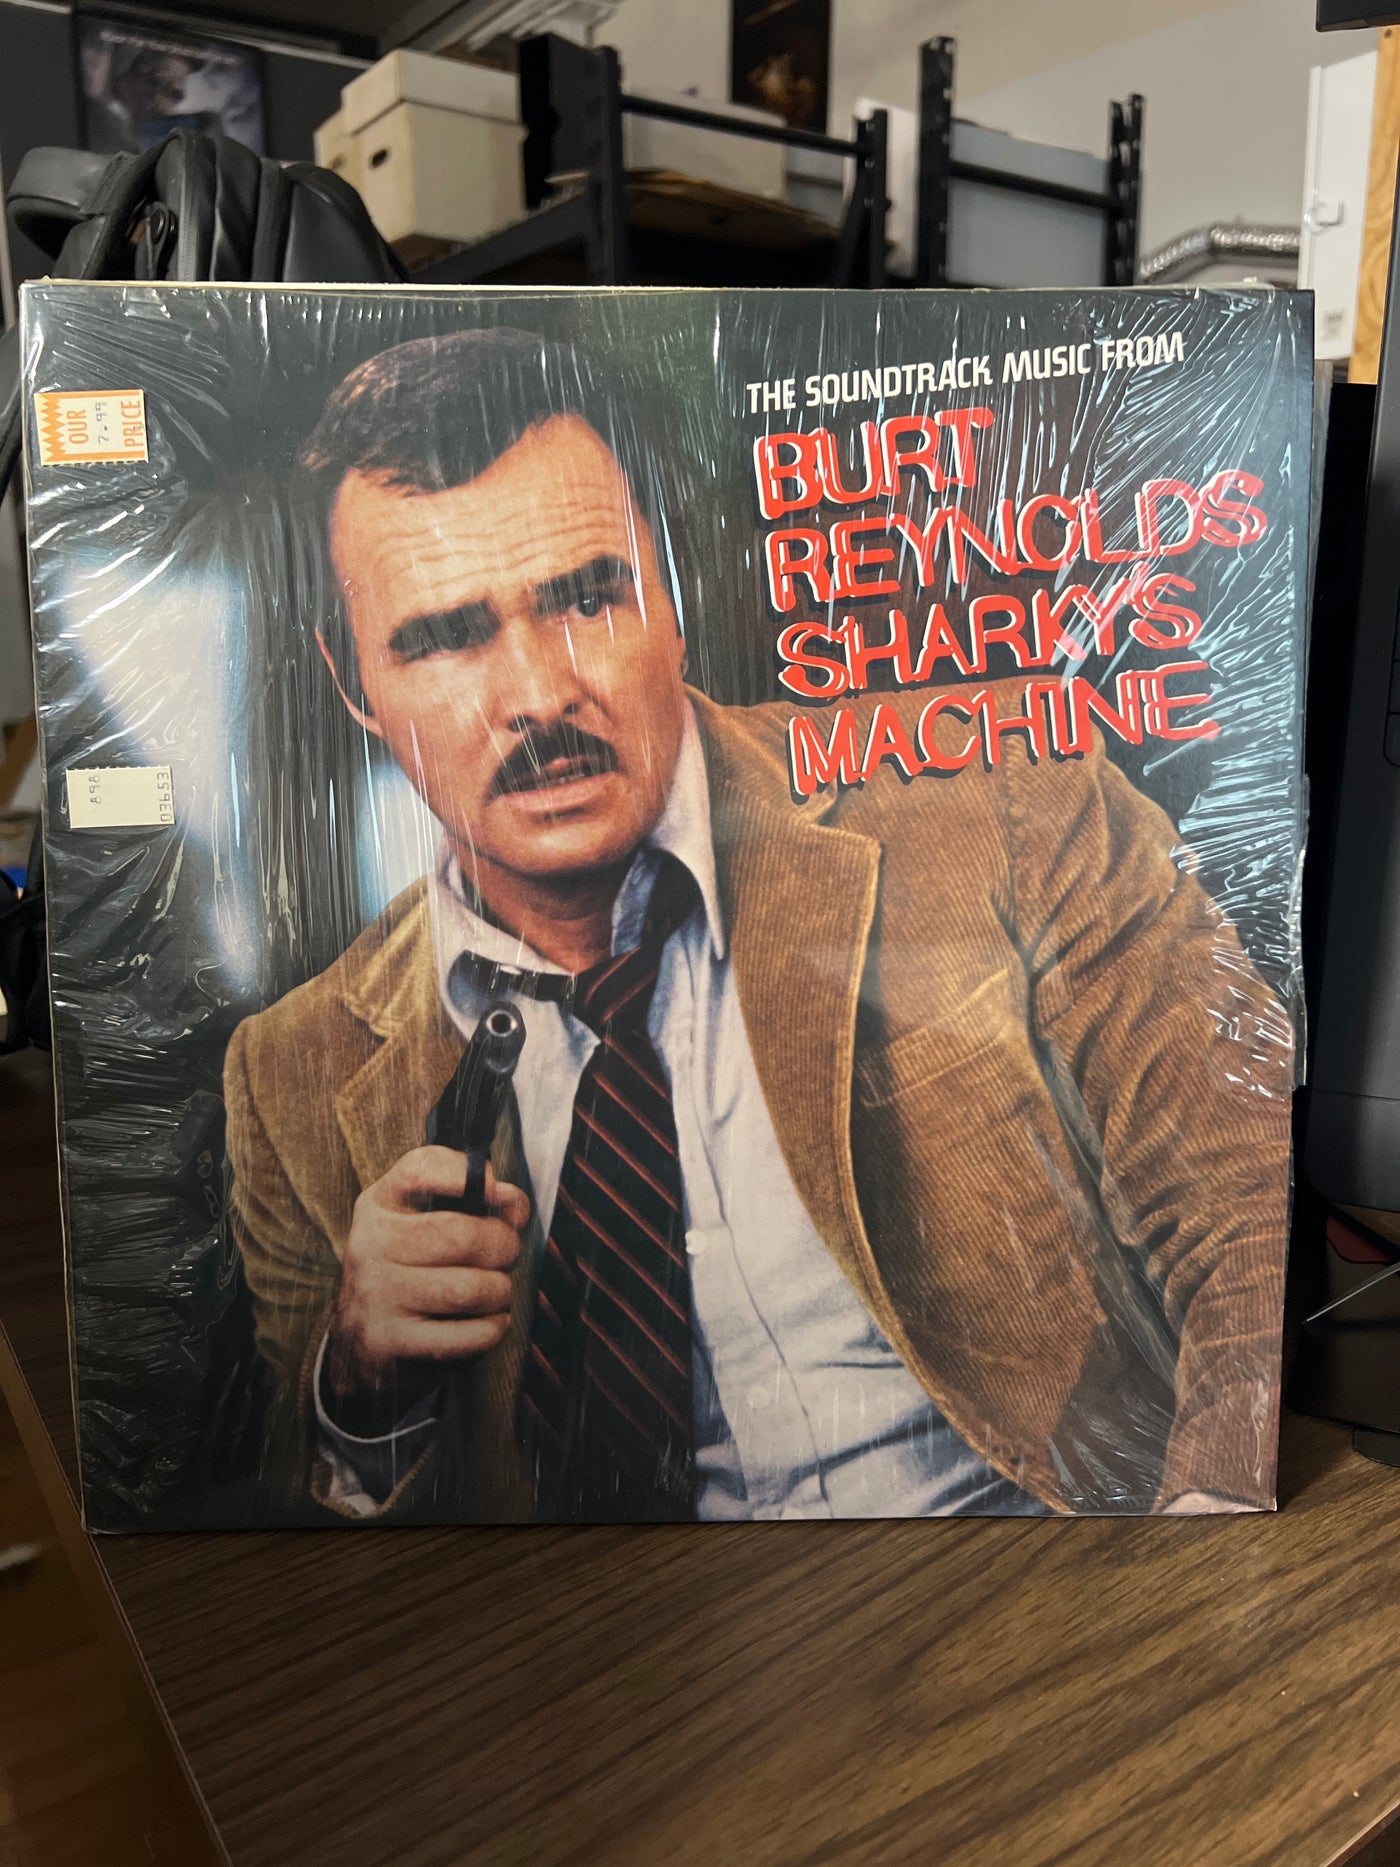 THE SOUNDTRACK MUSIC FROM
BURT
REYNOLDS
SHARKY'S
MACHINE
OUR
7.99
PRICE
898
03653